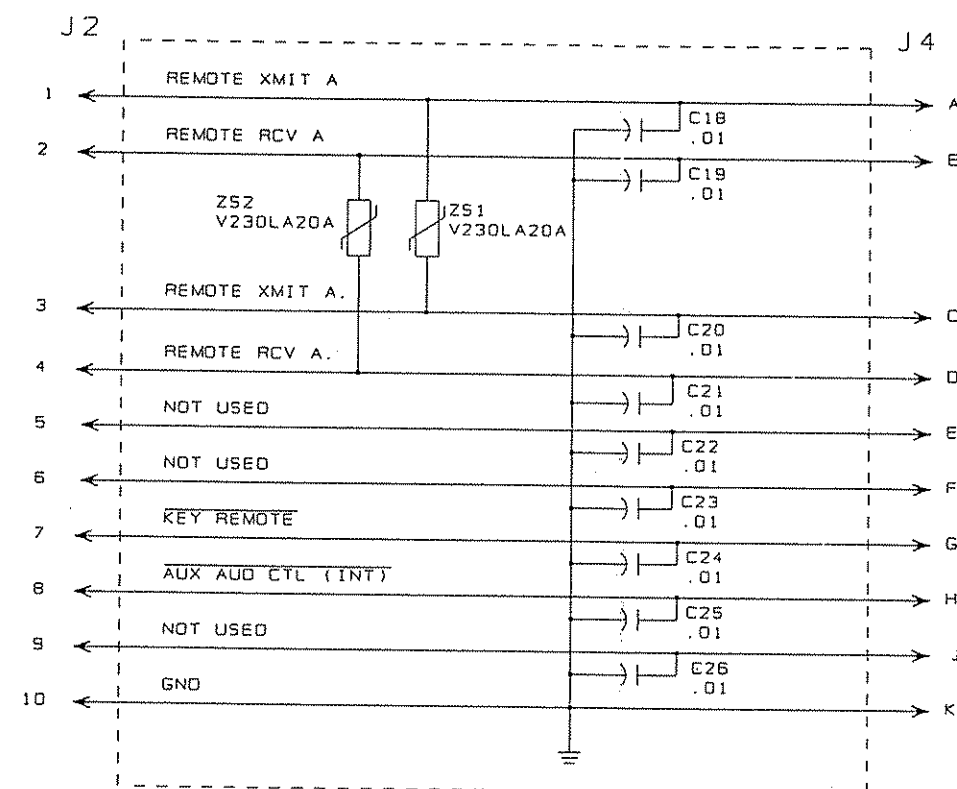 J2
J4
REMOTE XMIT A
1
A
C18
.01
REMOTE RCV A
2
C19
.01
ZS2
V230LA20A
ZS1
V230LA20A
REMOTE XMIT A.
3
C
C20
.01
REMOTE RCV A.
4
D
C21
.01
NOT USED
5
E
C22
.01
NOT USED
6
F
C23
.01
KEY REMOTE
7
G
C24
.01
AUX AUD CTL (INT)
8
H
C25
.01
NOT USED
9
J
C26
.01
GND
10
K